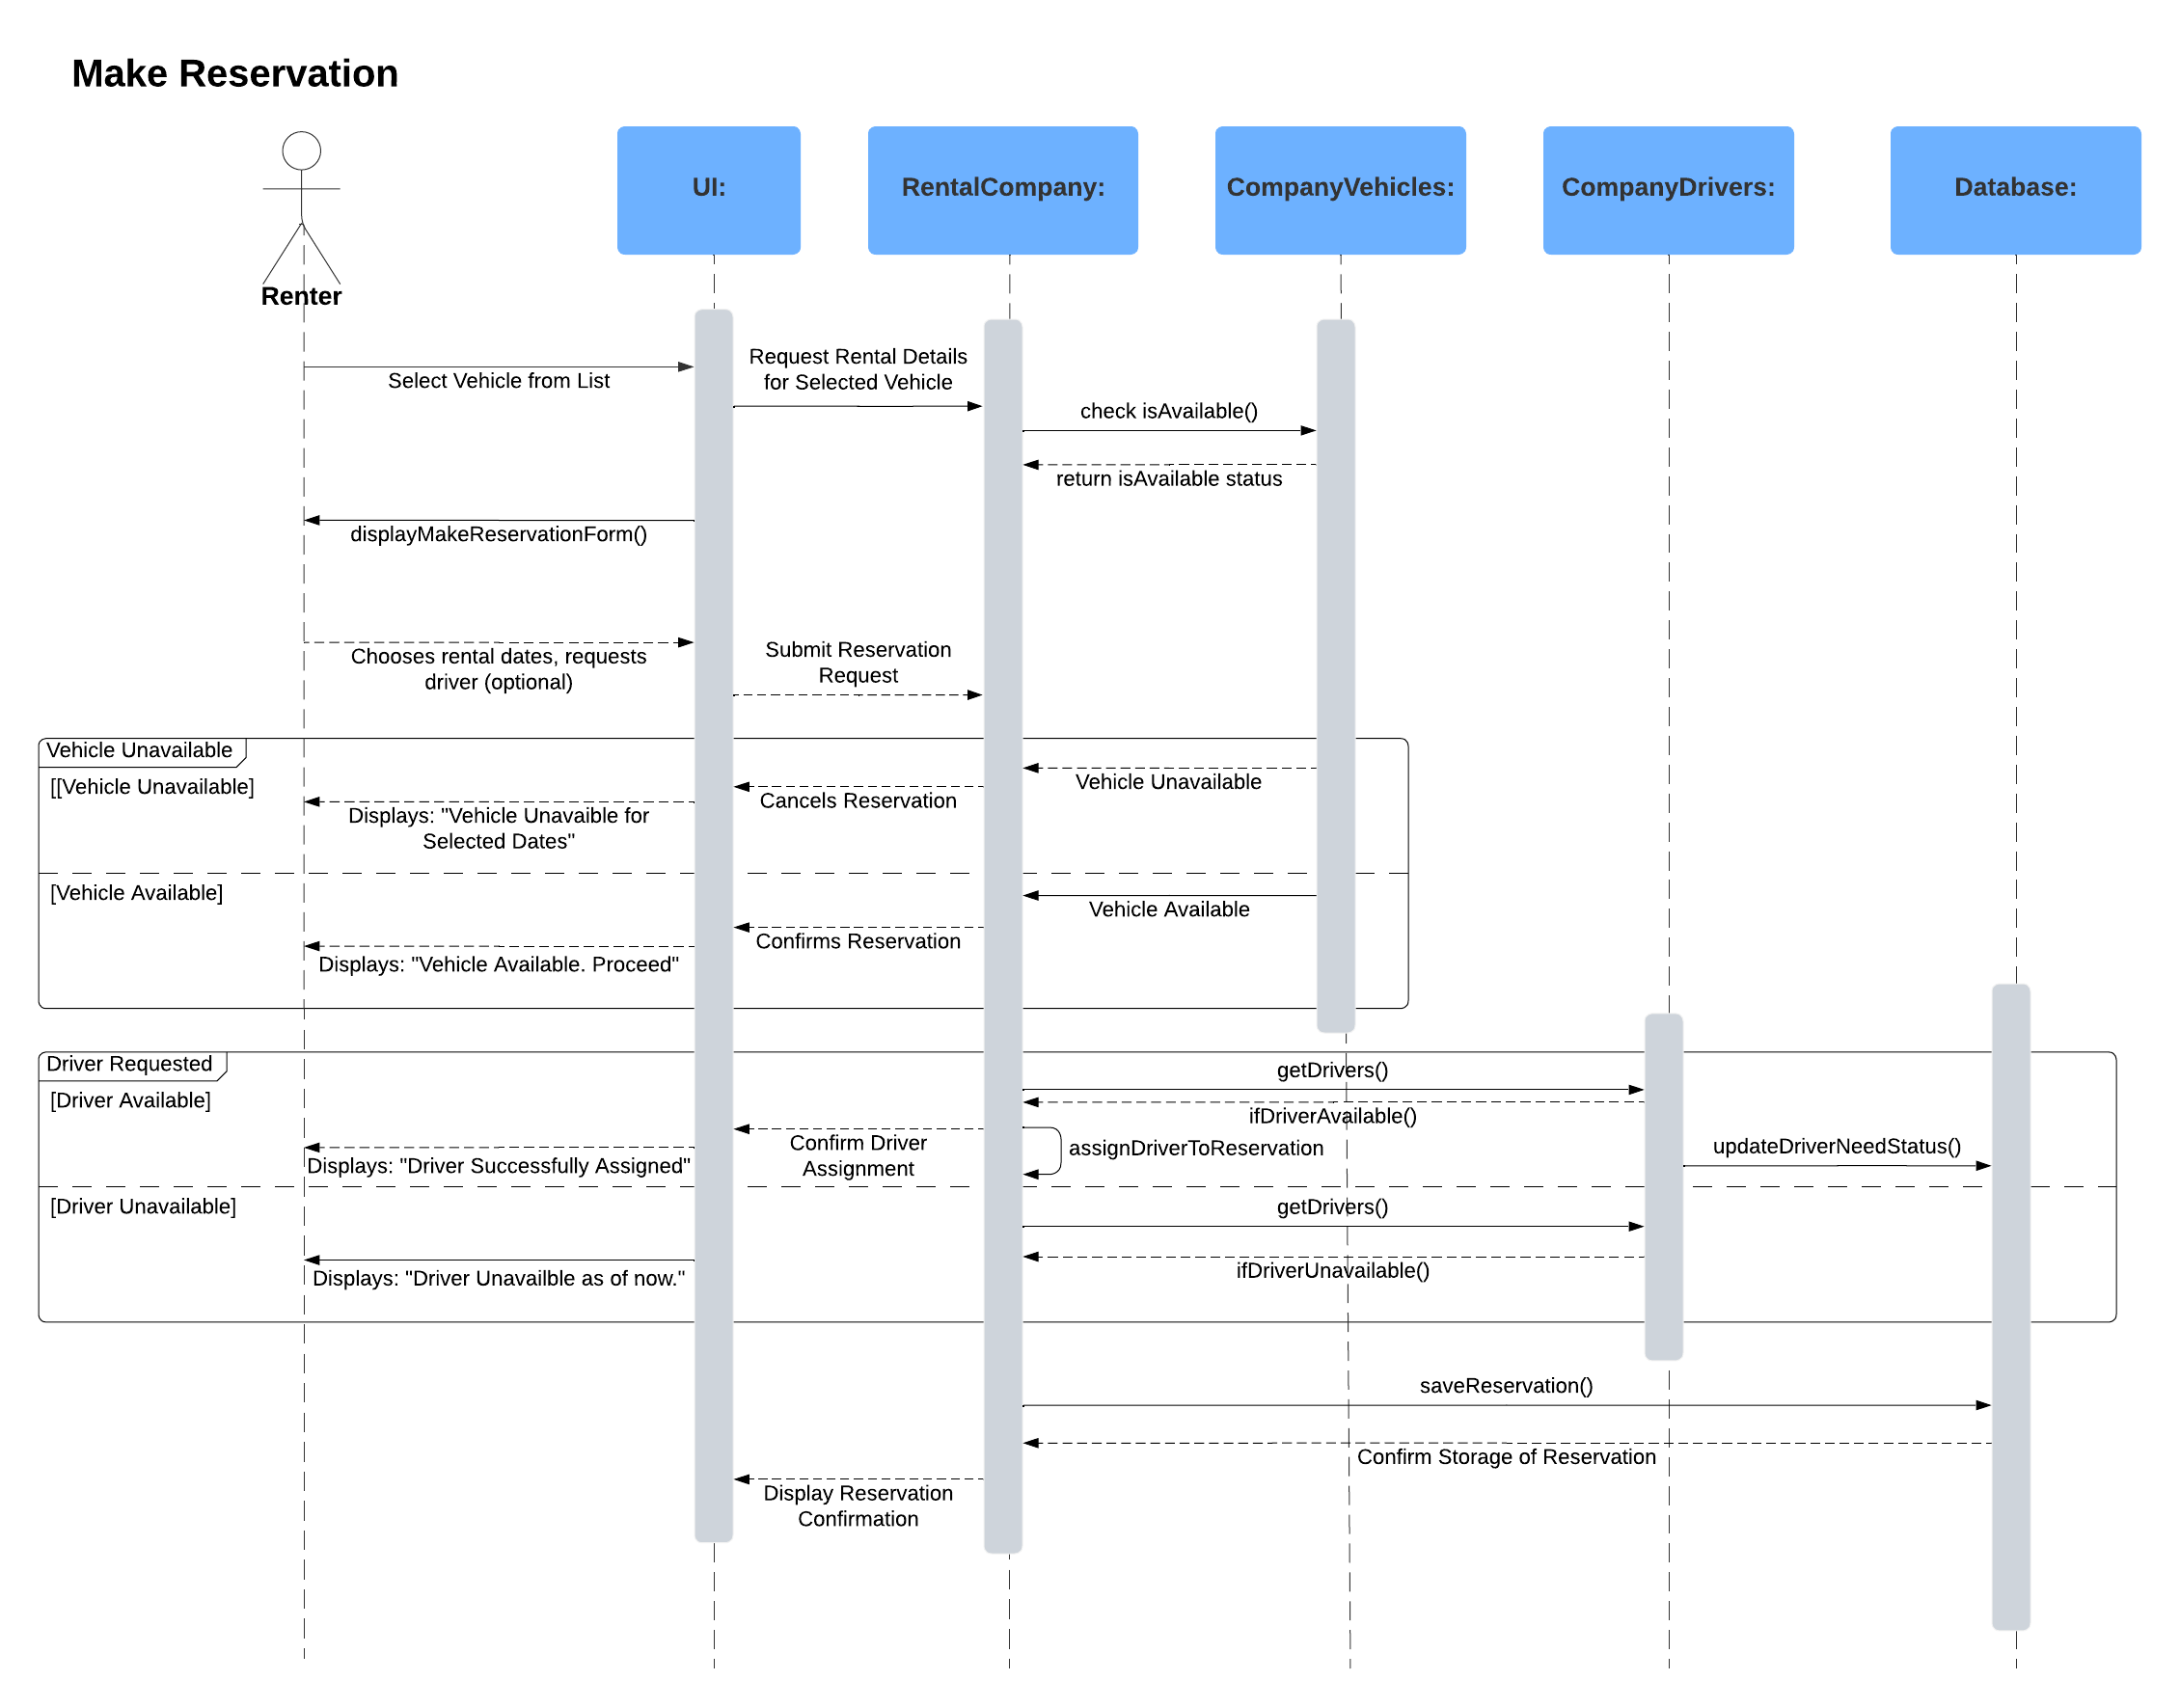 Make Reservation
Renter
UI:
RentalCompany:
CompanyVehicles:
CompanyDrivers:
Database:
Select Vehicle from List
Request Rental Details
for Selected Vehicle
check isAvailable()
return isAvailable status
displayMakeReservationForm()
Chooses rental dates, requests
driver (optional)
Submit Reservation
Request
Vehicle Unavailable
[[Vehicle Unavailable]
Vehicle Unavailable
Cancels Reservation
Displays: "Vehicle Unavaible for
Selected Dates"
[Vehicle Available]
Vehicle Available
Confirms Reservation
Displays: "Vehicle Available. Proceed"
Driver Requested
[Driver Available]
getDrivers()
ifDriverAvailable()
Confirm Driver
Assignment
assignDriverToReservation
updateDriverNeedStatus()
Displays: "Driver Successfully Assigned"
[Driver Unavailable]
getDrivers()
ifDriverUnavailable()
Displays: "Driver Unavailble as of now."
saveReservation()
Confirm Storage of Reservation
Display Reservation
Confirmation